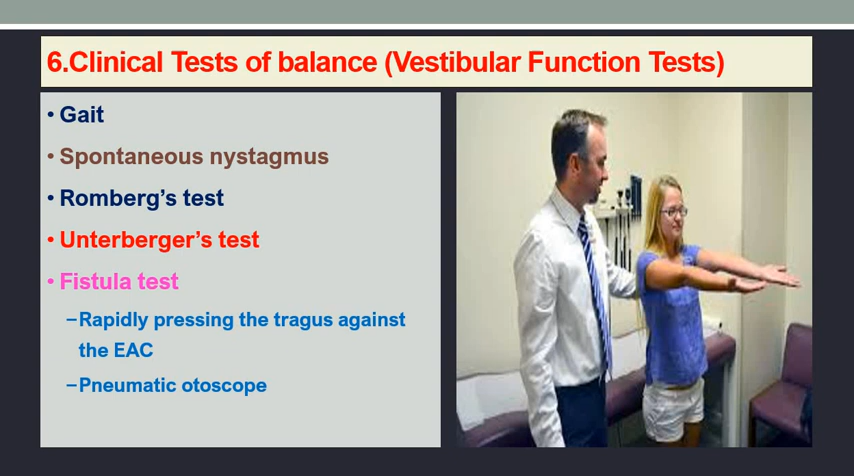 6.Clinical Tests of balance (Vestibular Function Tests)
• Gait
• Spontaneous nystagmus
• Romberg’s test
• Unterberger’s test
• Fistula test
–Rapidly pressing the tragus against
the EAC
–Pneumatic otoscope